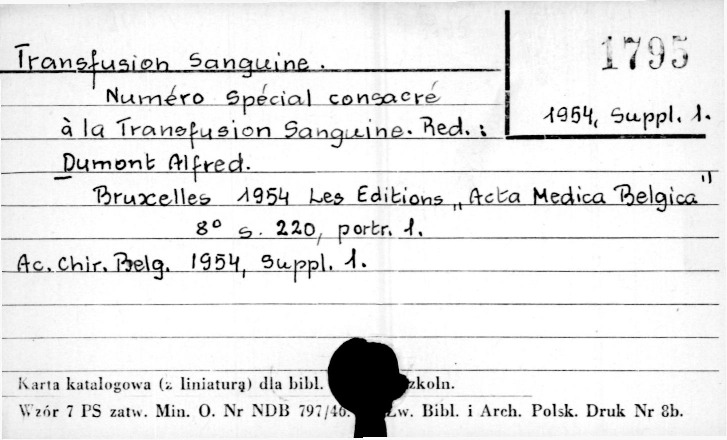 Transfusion Sanguine.
1795
Numéro Spécial consacré
à la Transfusion Sanguine. Red.:
1954, Suppl. 1.
Dumont Alfred.
Bruxelles 1954 Les Editions „Acta Medica Belgica”
8° s. 220, portr. 1.
Ac. Chir. Belg. 1954, Suppl. 1.
Karta katalogowa (z liniaturą) dla bibl. zkoln.
Wzór 7 PS zatw. Min. O. Nr NDB 797/46. Zw. Bibl. i Arch. Polsk. Druk Nr 8b.